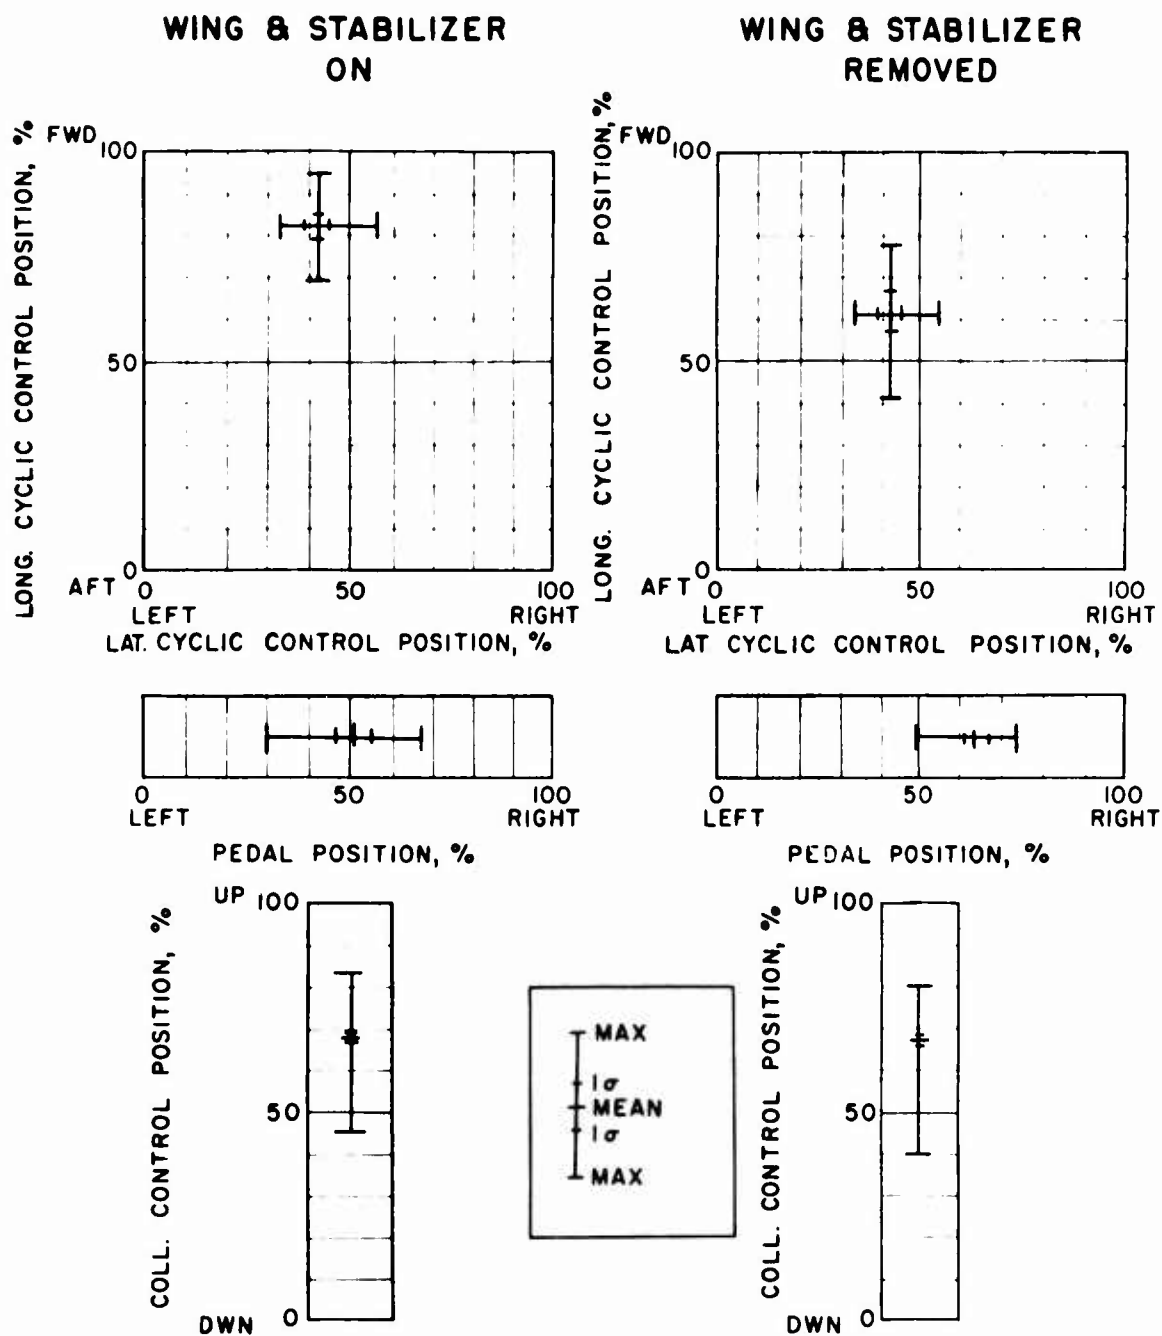 WING & STABILIZER
ON
LONG. CYCLIC CONTROL POSITION, %
FWD
100
50
0
AFT
0 50 100
LEFT RIGHT
LAT. CYCLIC CONTROL POSITION, %
0 50 100
LEFT RIGHT
PEDAL POSITION, %
COLL. CONTROL POSITION, %
UP 100
50
DWN 0
WING & STABILIZER
REMOVED
LONG. CYCLIC CONTROL POSITION, %
FWD
100
50
0
AFT
0 50 100
LEFT RIGHT
LAT CYCLIC CONTROL POSITION, %
0 50 100
LEFT RIGHT
PEDAL POSITION, %
COLL. CONTROL POSITION, %
UP 100
50
DWN 0
MAX
1σ
MEAN
1σ
MAX